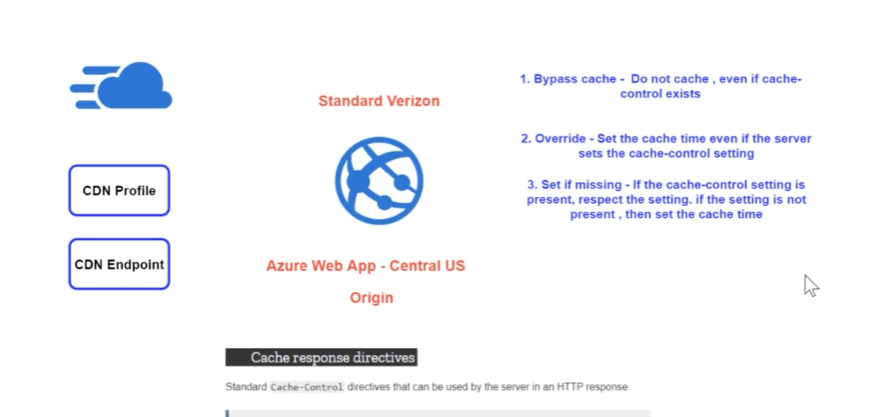 Standard Verizon
CDN Profile
CDN Endpoint
Azure Web App - Central US
Origin
1. Bypass cache - Do not cache , even if cache-
control exists
2. Override - Set the cache time even if the server
sets the cache-control setting
3. Set if missing - If the cache-control setting is
present, respect the setting. if the setting is not
present , then set the cache time
Cache response directives
Standard Cache-Control directives that can be used by the server in an HTTP response.